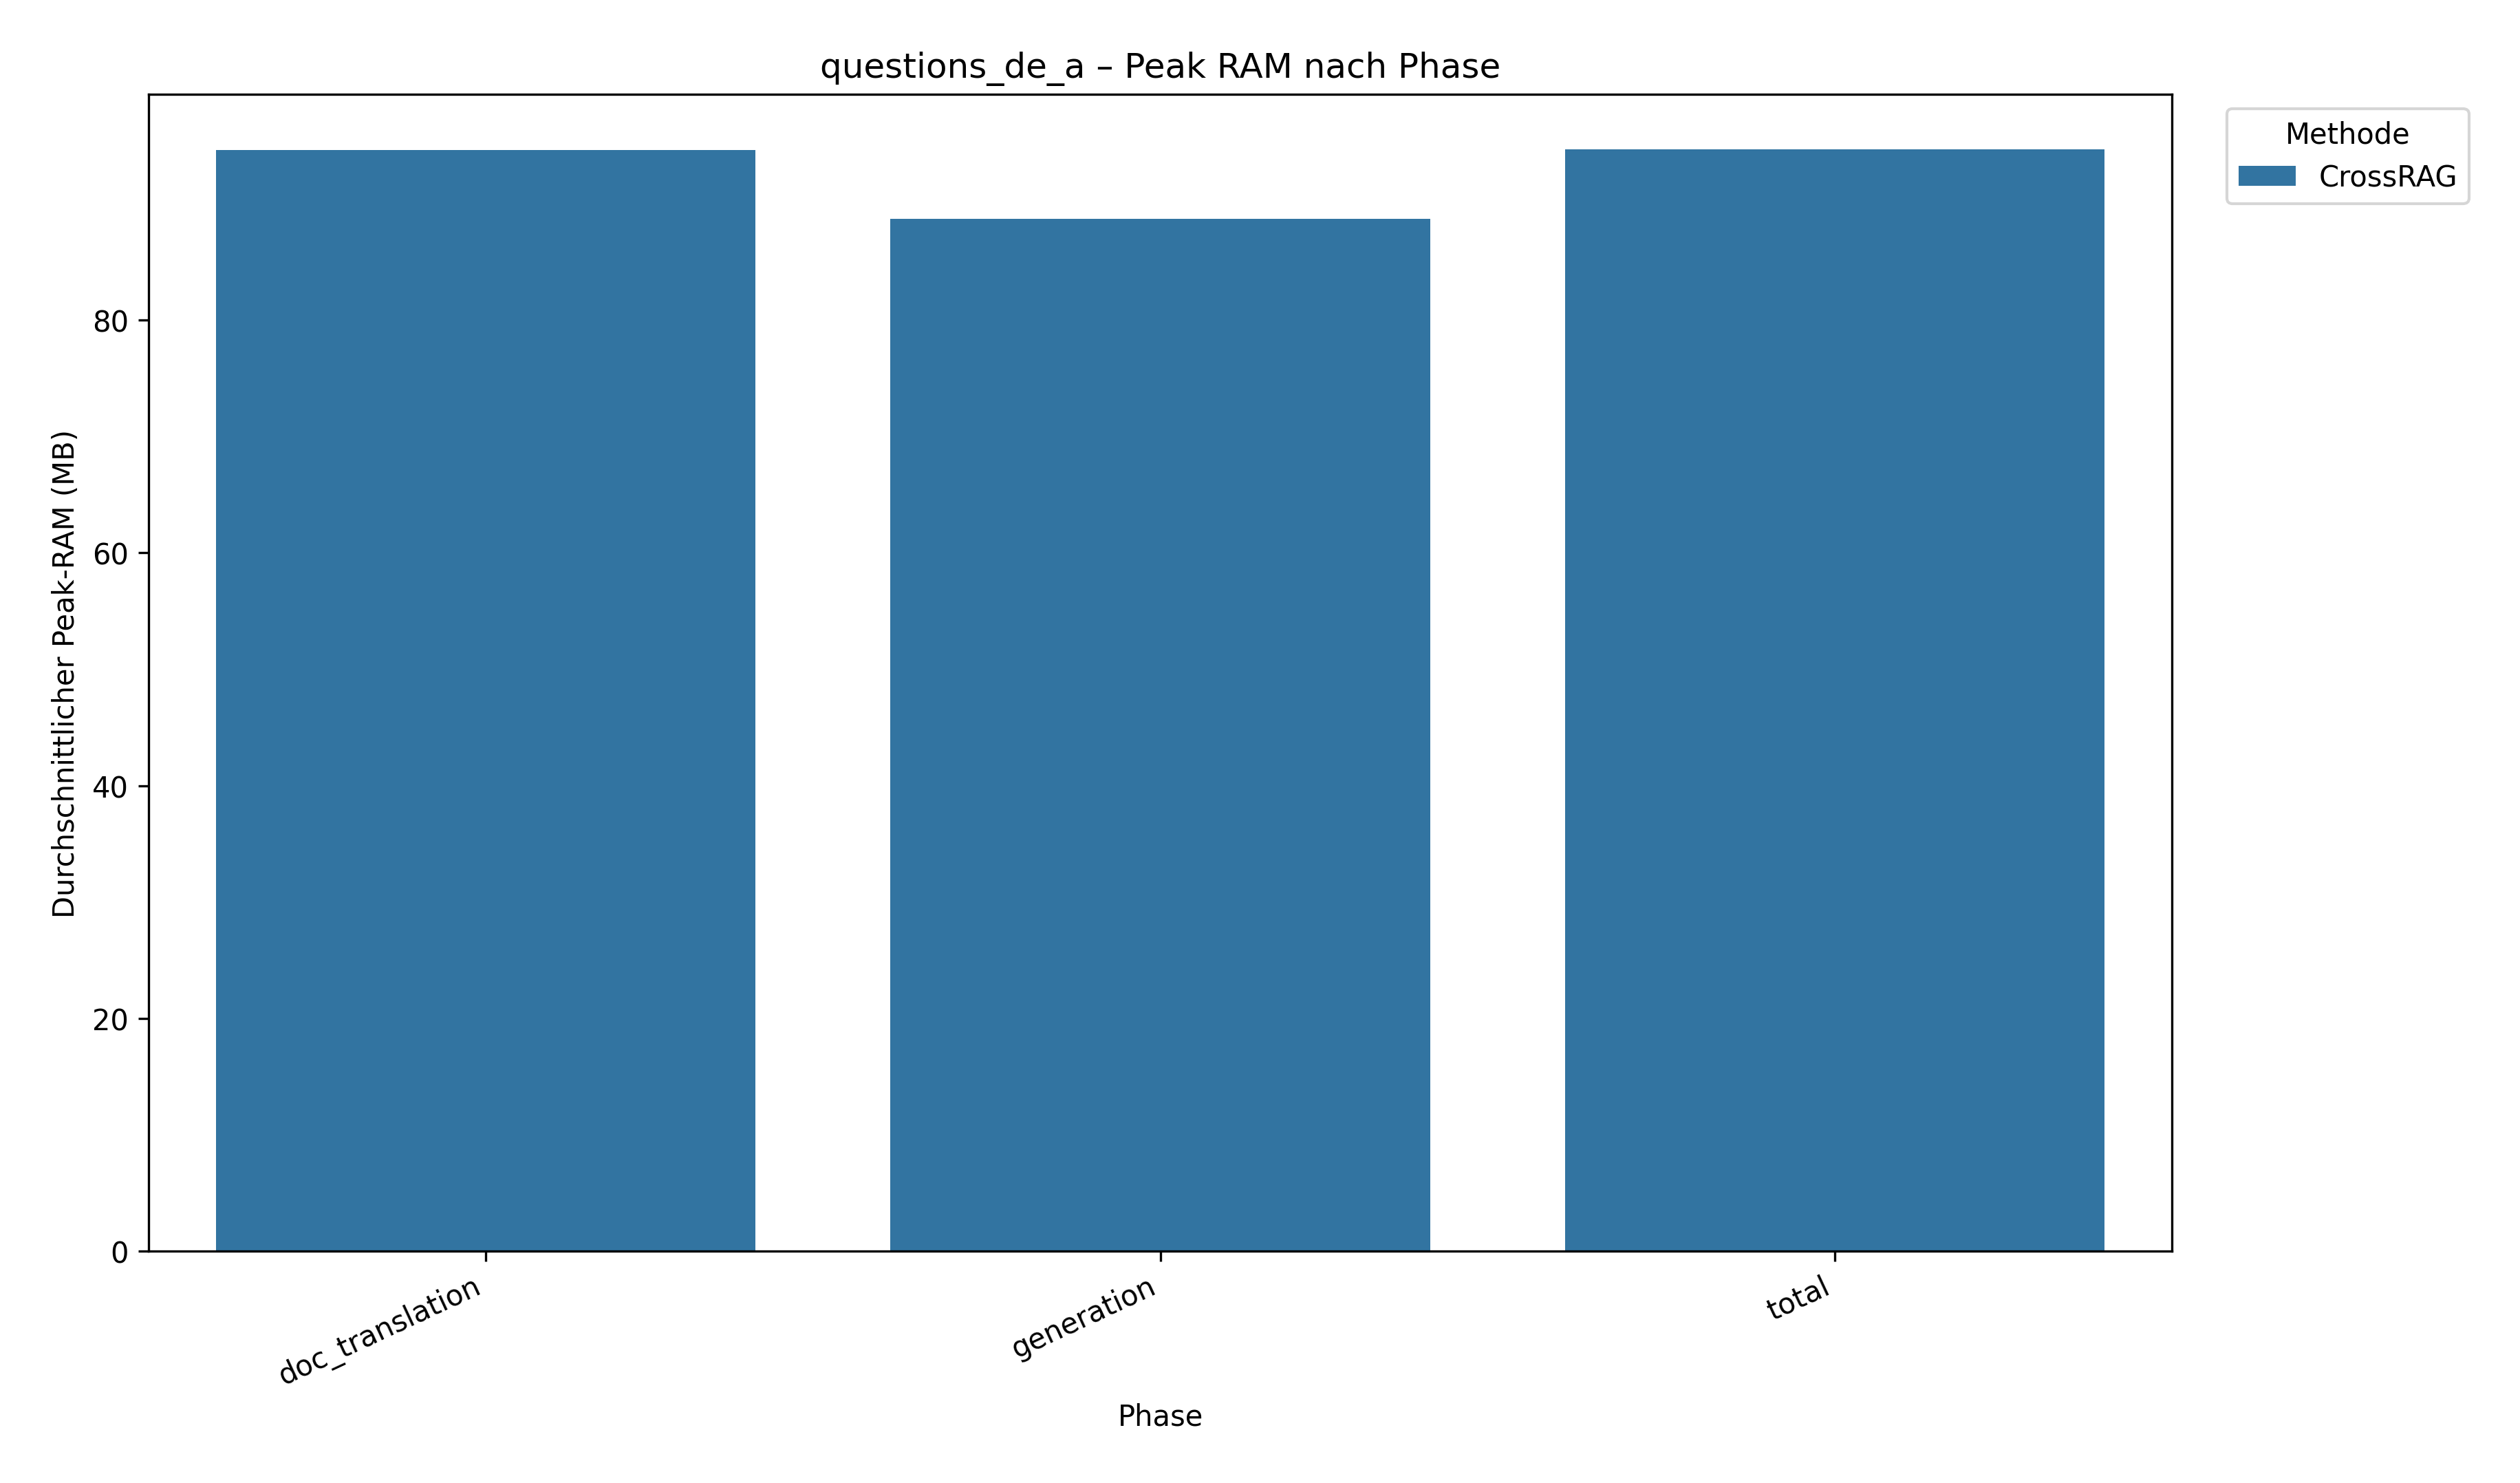 questions_de_a – Peak RAM nach Phase
Methode
CrossRAG
Durchschnittlicher Peak-RAM (MB)
80
60
40
20
0
doc_translation
generation
total
Phase